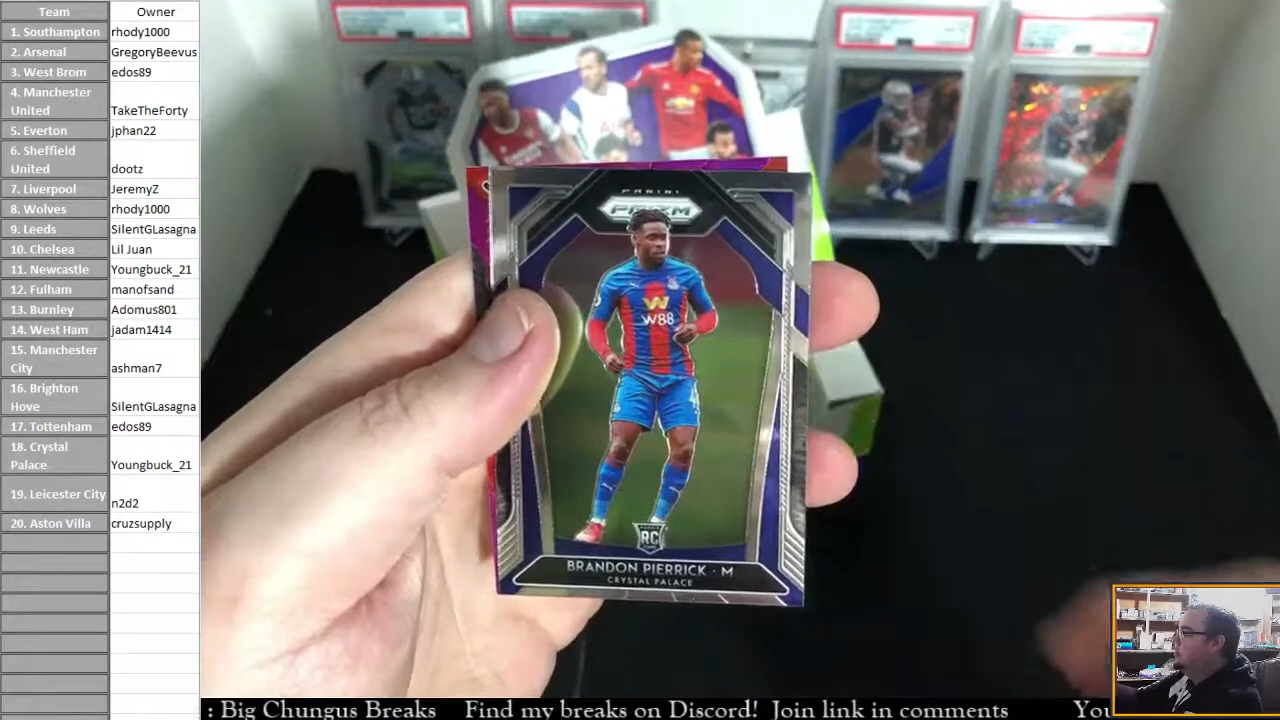 Team Owner
1. Southampton rhody1000
2. Arsenal GregoryBeevus
3. West Brom edos89
4. Manchester
United TakeTheForty
5. Everton jphan22
6. Sheffield
United dootz
7. Liverpool JeremyZ
8. Wolves rhody1000
9. Leeds SilentGLasagna
10. Chelsea Lil Juan
11. Newcastle Youngbuck_21
12. Fulham manofsand
13. Burnley Adomus801
14. West Ham jadam1414
15. Manchester
City ashman7
16. Brighton
Hove SilentGLasagna
17. Tottenham edos89
18. Crystal
Palace Youngbuck_21
19. Leicester City n2d2
20. Aston Villa cruzsupply
PANINI
PRIZM
W88
RC
BRANDON PIERRICK · M
CRYSTAL PALACE
: Big Chungus Breaks Find my breaks on Discord! Join link in comments You